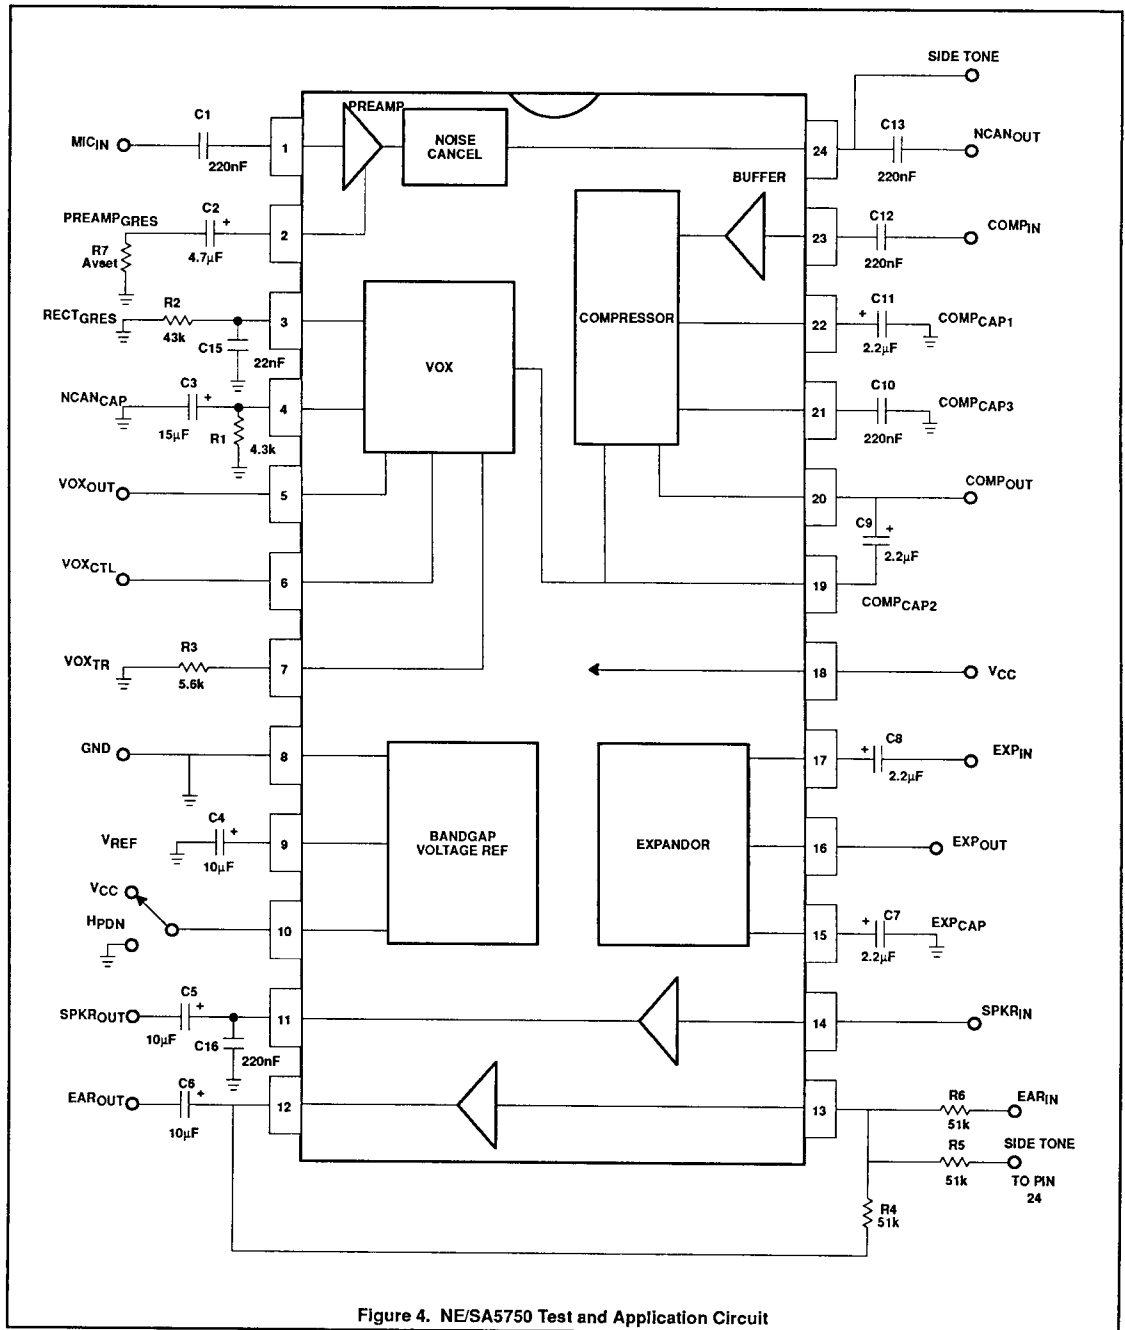 SIDE TONE
PREAMP
C1
MICIN
220nF
1
NOISE
CANCEL
24
C13
NCANOUT
220nF
BUFFER
PREAMPGRES
C2
+
4.7µF
2
R7
Avset
23
C12
COMPIN
220nF
RECTGRES
R2
43k
C15
22nF
3
VOX
COMPRESSOR
22
+
C11
2.2µF
COMPCAP1
NCANCAP
C3
+
15µF
R1
4.3k
4
21
C10
220nF
COMPCAP3
VOXOUT
5
20
COMPOUT
C9
+
2.2µF
VOXCTL
6
19
COMPCAP2
VOXTR
R3
5.6k
7
18
VCC
GND
8
17
+
C8
2.2µF
EXPIN
VREF
C4
+
10µF
9
BANDGAP
VOLTAGE REF
EXPANDOR
16
EXPOUT
VCC
HPDN
10
15
+
C7
2.2µF
EXPCAP
SPKROUT
C5
+
10µF
C16
220nF
11
14
SPKRIN
EAROUT
C6
+
10µF
12
13
R6
51k
EARIN
R5
51k
SIDE TONE
TO PIN
24
R4
51k
Figure 4. NE/SA5750 Test and Application Circuit